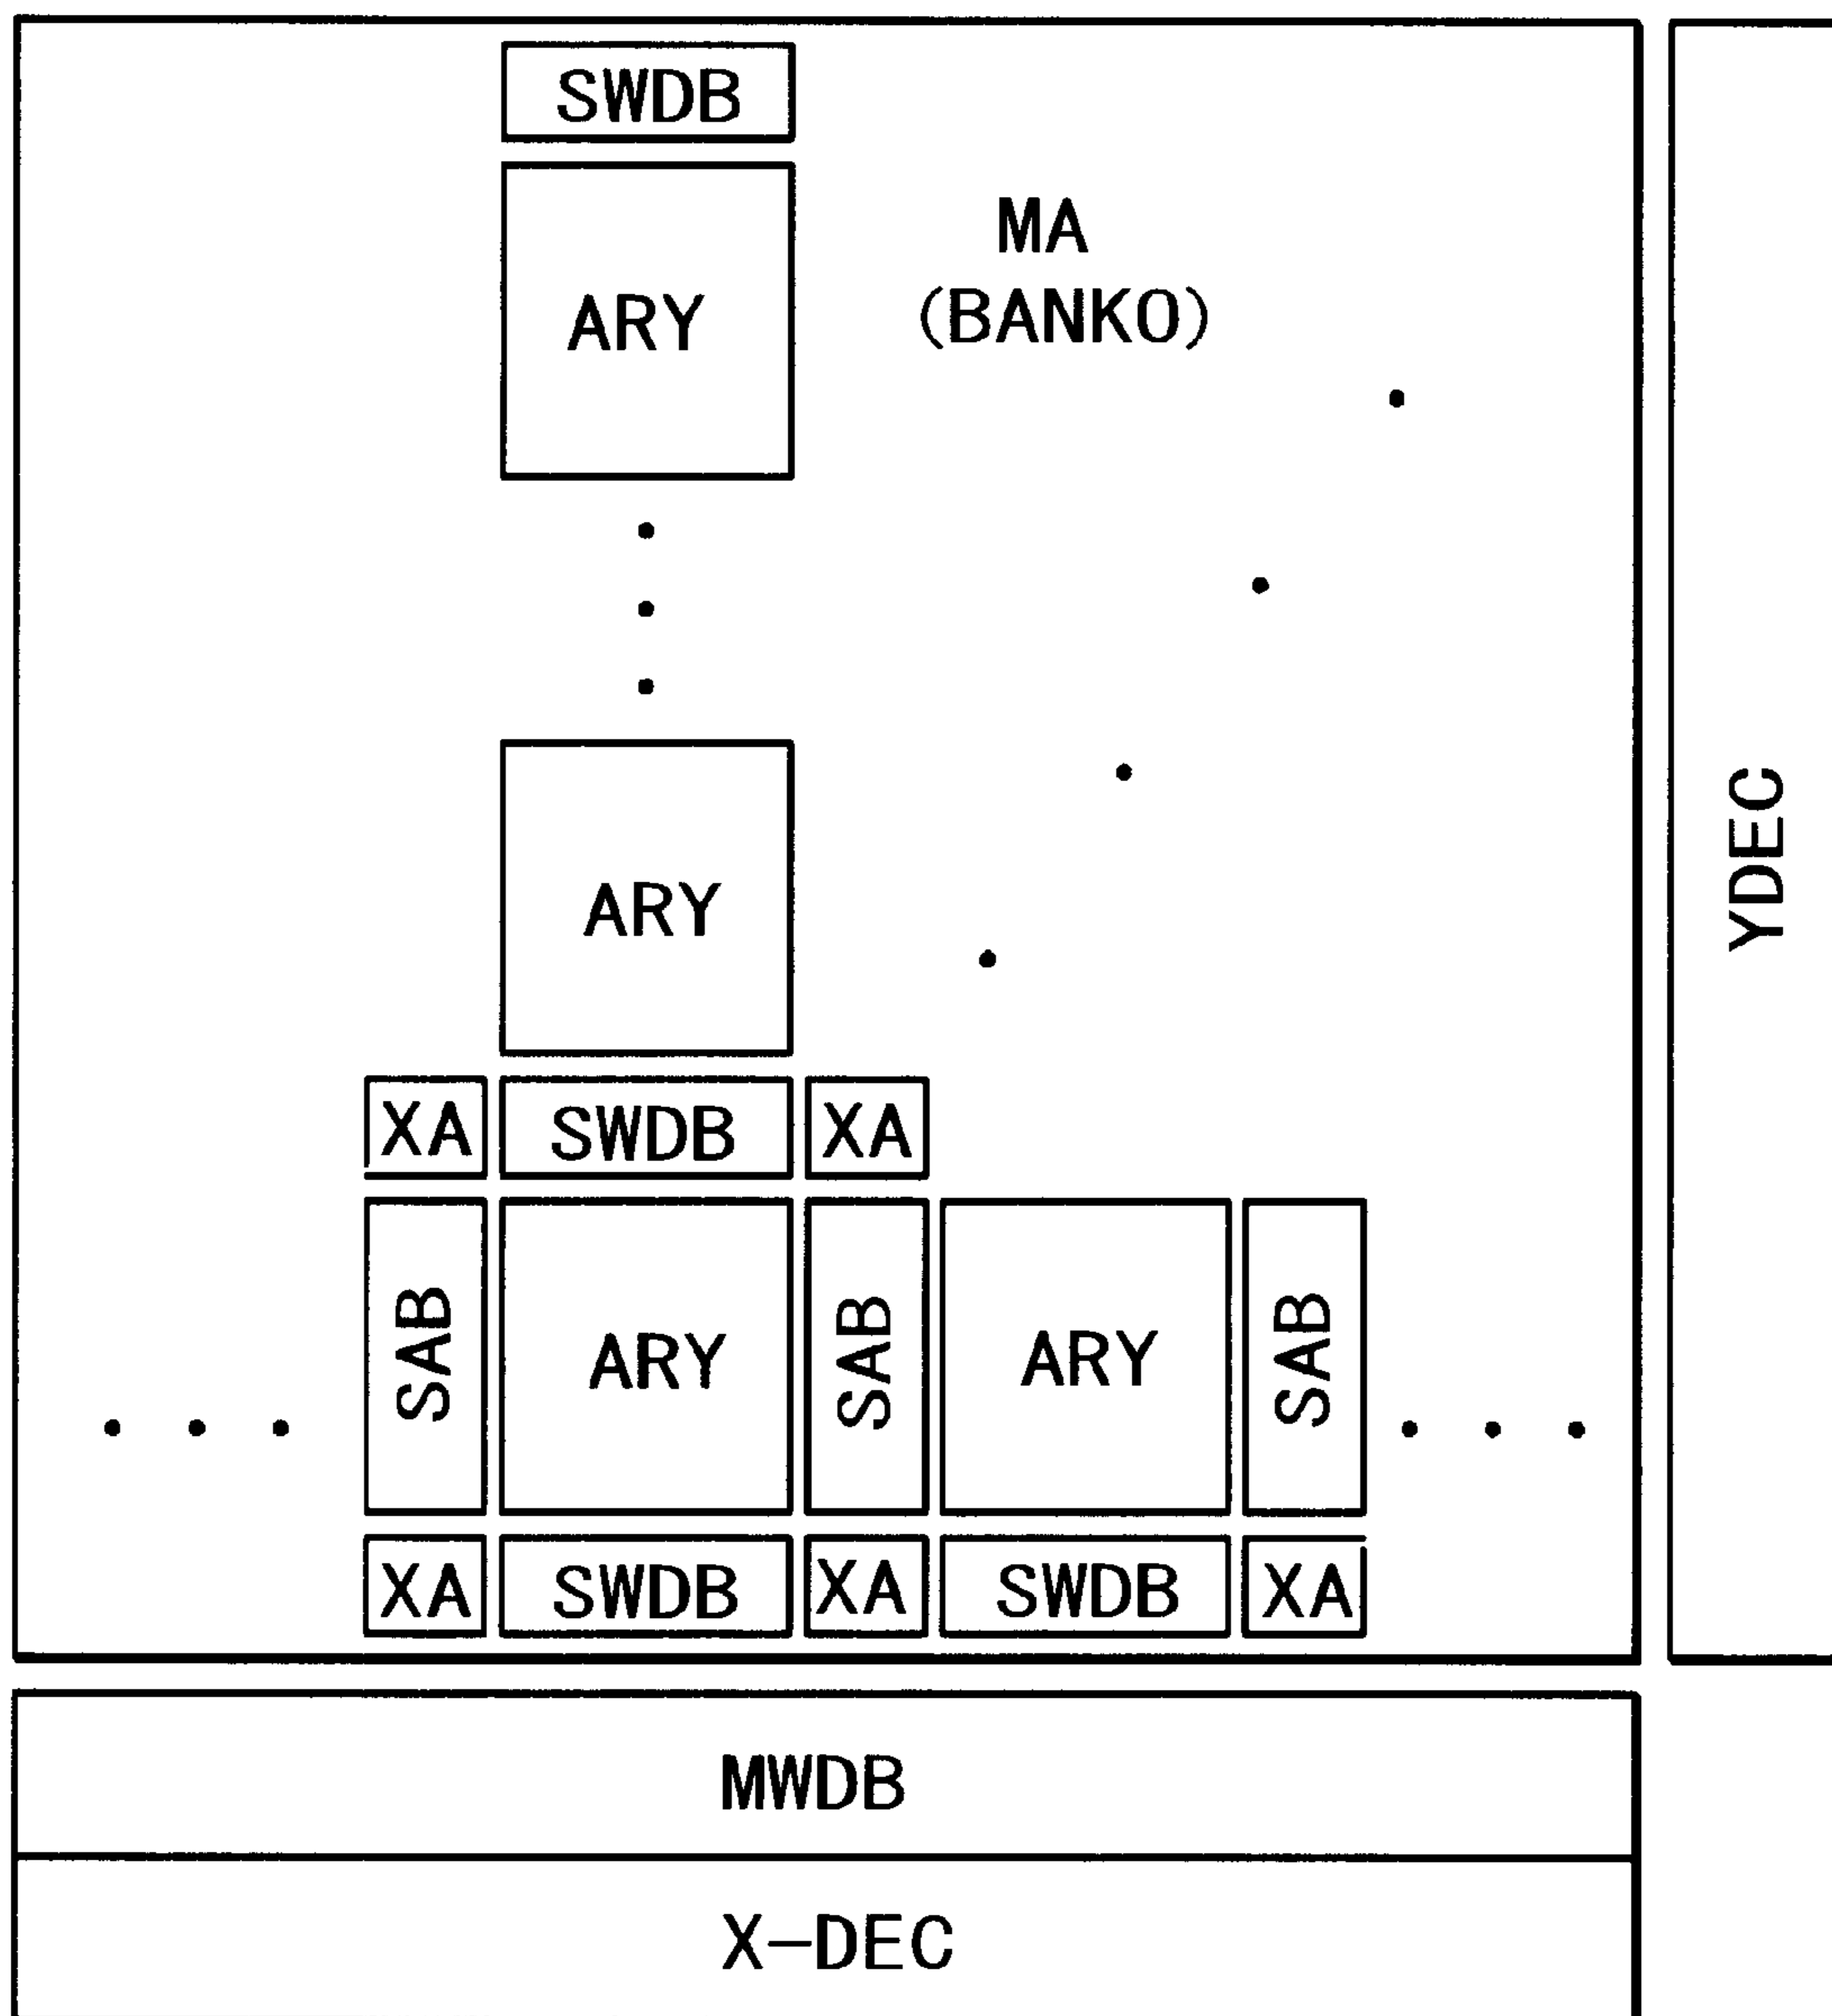 SWDB
MA
ARY
(BANKO)
ARY
YDEC
XA SWDB XA
SAB ARY SAB ARY SAB
XA SWDB XA SWDB XA
MWDB
X-DEC